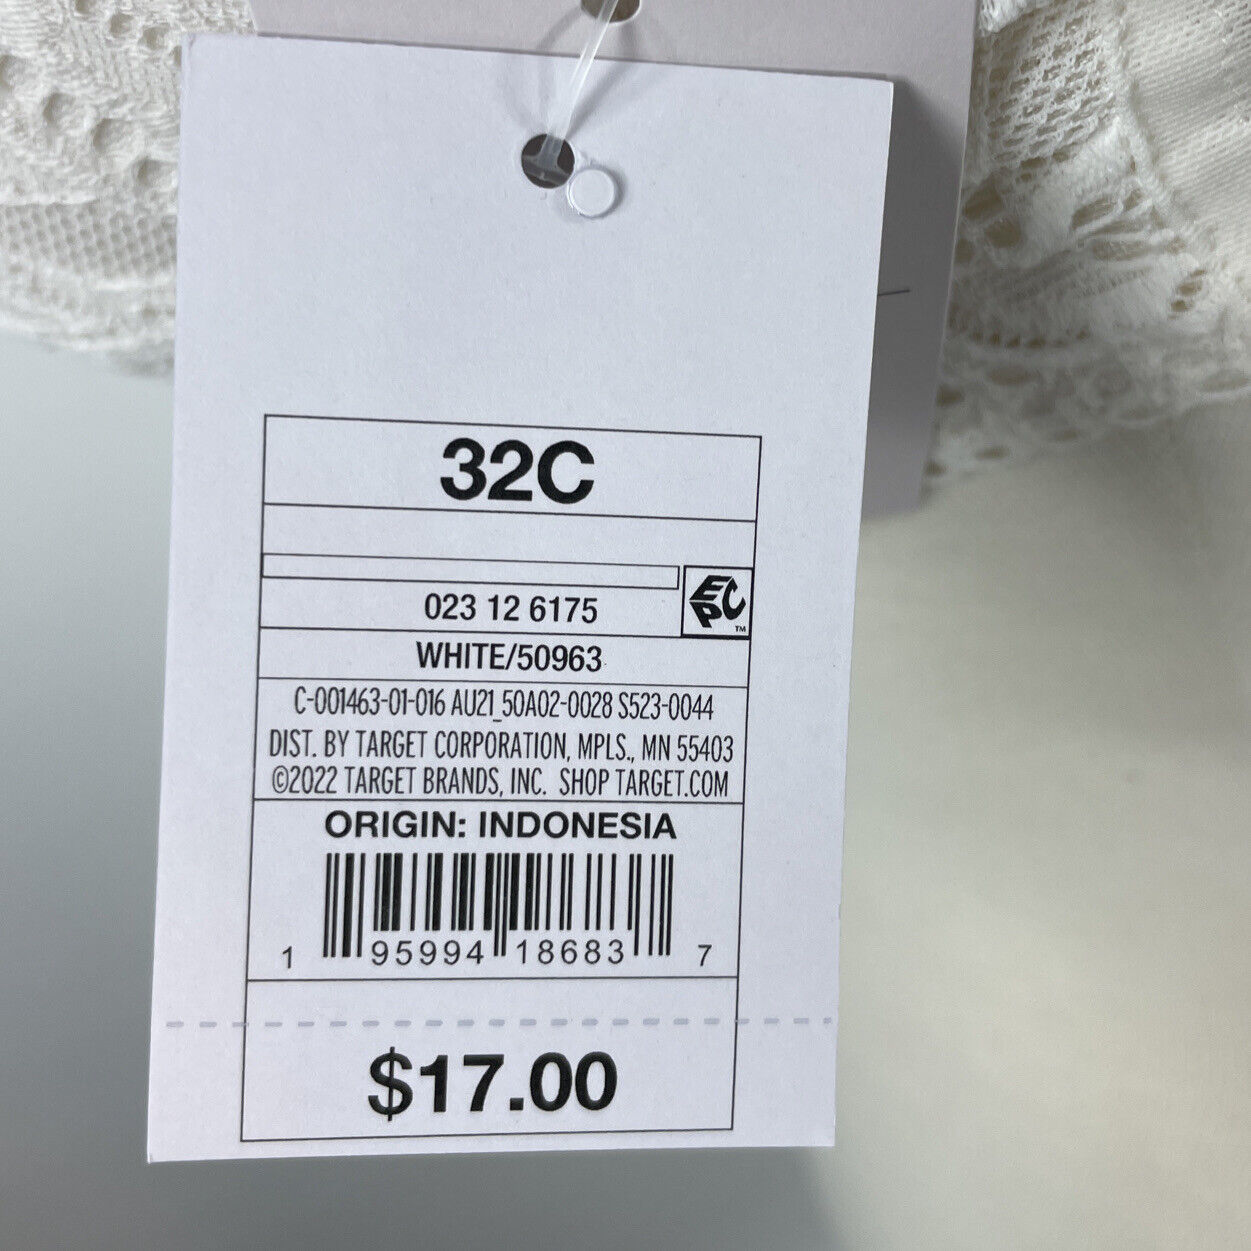 32C
023 12 6175
EPC
TM
WHITE/50963
C-001463-01-016 AU21_50A02-0028 S523-0044
DIST. BY TARGET CORPORATION, MPLS., MN 55403
©2022 TARGET BRANDS, INC. SHOP TARGET.COM
ORIGIN: INDONESIA
1 95994 18683 7
$17.00